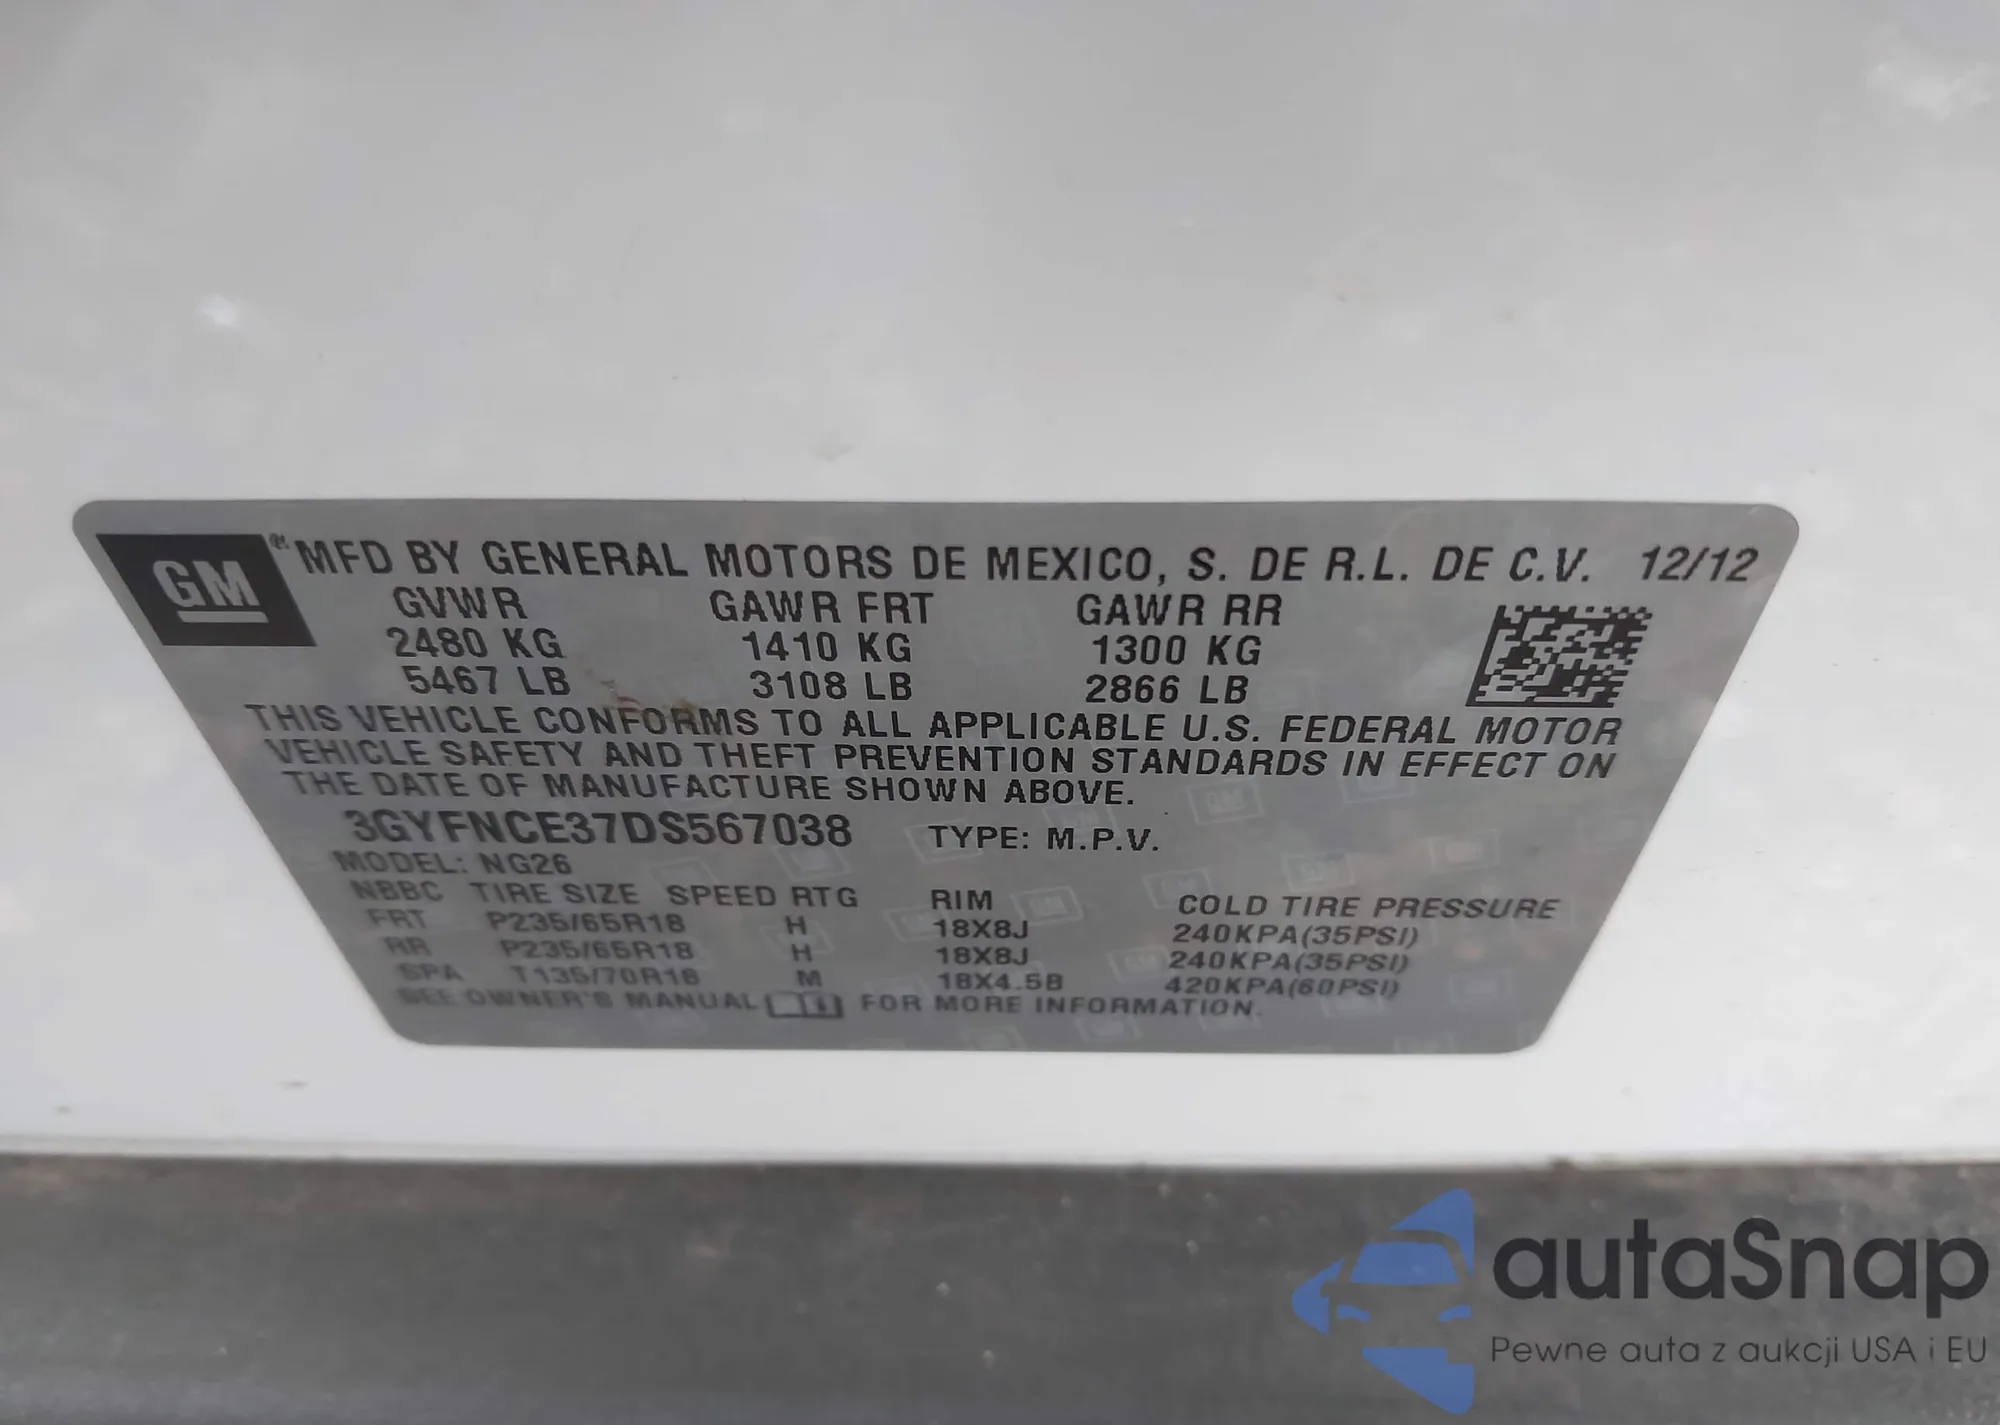 GM MFD BY GENERAL MOTORS DE MEXICO, S. DE R.L. DE C.V. 12/12
GVWR GAWR FRT GAWR RR
2480 KG 1410 KG 1300 KG
5467 LB 3108 LB 2866 LB
THIS VEHICLE CONFORMS TO ALL APPLICABLE U.S. FEDERAL MOTOR
VEHICLE SAFETY AND THEFT PREVENTION STANDARDS IN EFFECT ON
THE DATE OF MANUFACTURE SHOWN ABOVE.
3GYFNCE37DS567038 TYPE: M.P.V.
MODEL: NG26
NBBC TIRE SIZE SPEED RTG RIM COLD TIRE PRESSURE
FRT P235/65R18 H 18X8J 240KPA(35PSI)
RR P235/65R18 H 18X8J 240KPA(35PSI)
SPA T135/70R18 M 18X4.5B 420KPA(60PSI)
SEE OWNER'S MANUAL FOR MORE INFORMATION.
autaSnap
Pewne auta z aukcji USA i EU